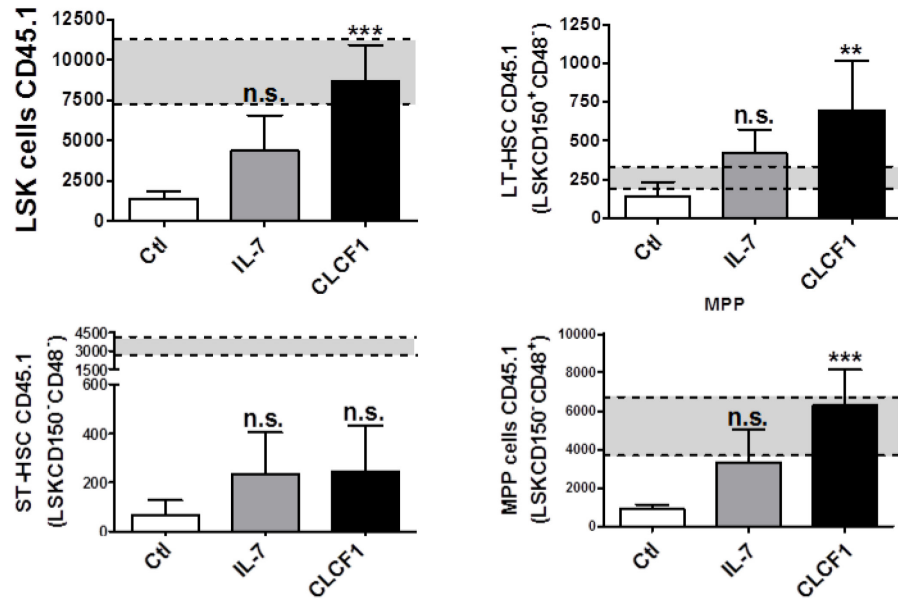 LSK cells CD45.1
12500
10000
7500
5000
2500
0
n.s.
***
Ctl
IL-7
CLCF1
LT-HSC CD45.1
(LSKCD150+CD48-)
1250
1000
750
500
250
0
n.s.
**
Ctl
IL-7
CLCF1
ST-HSC CD45.1
(LSKCD150-CD48-)
4500
3000
1500
600
400
200
0
n.s.
n.s.
Ctl
IL-7
CLCF1
MPP
MPP cells CD45.1
(LSKCD150-CD48+)
10000
8000
6000
4000
2000
0
n.s.
***
Ctl
IL-7
CLCF1